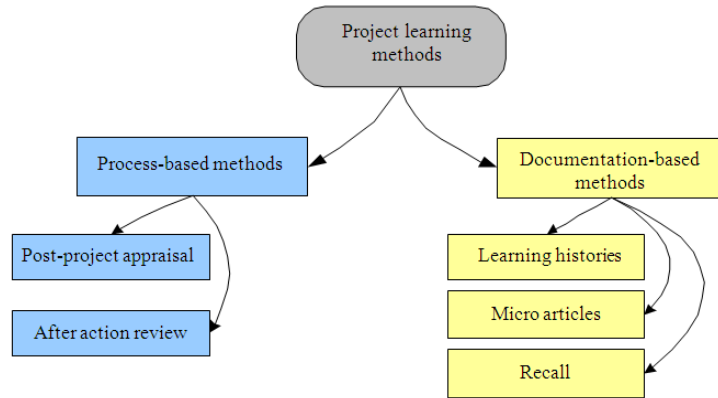 Project learning
methods
Process-based methods
Documentation-based
methods
Post-project appraisal
Learning histories
After action review
Micro articles
Recall